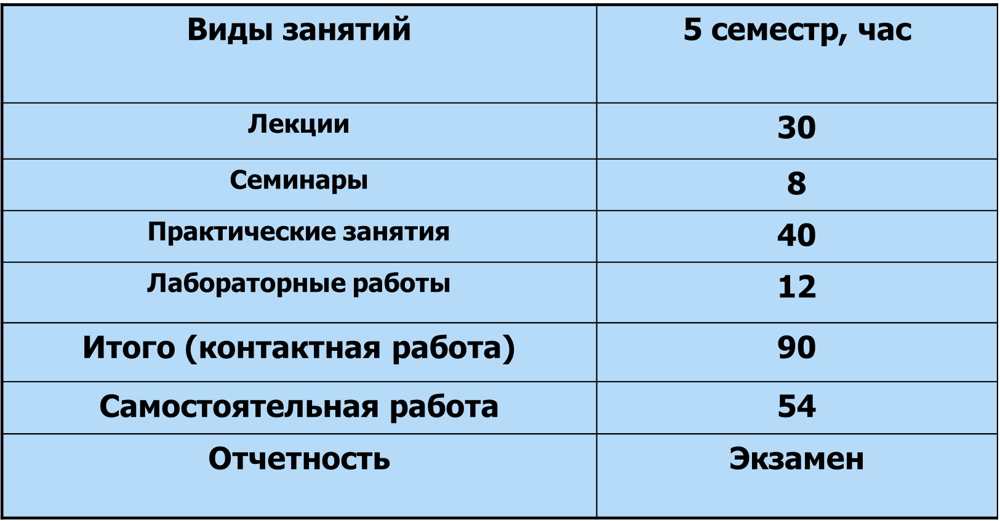 Виды занятий
5 семестр, час
Лекции
30
Семинары
8
Практические занятия
40
Лабораторные работы
12
Итого (контактная работа)
90
Самостоятельная работа
54
Отчетность
Экзамен